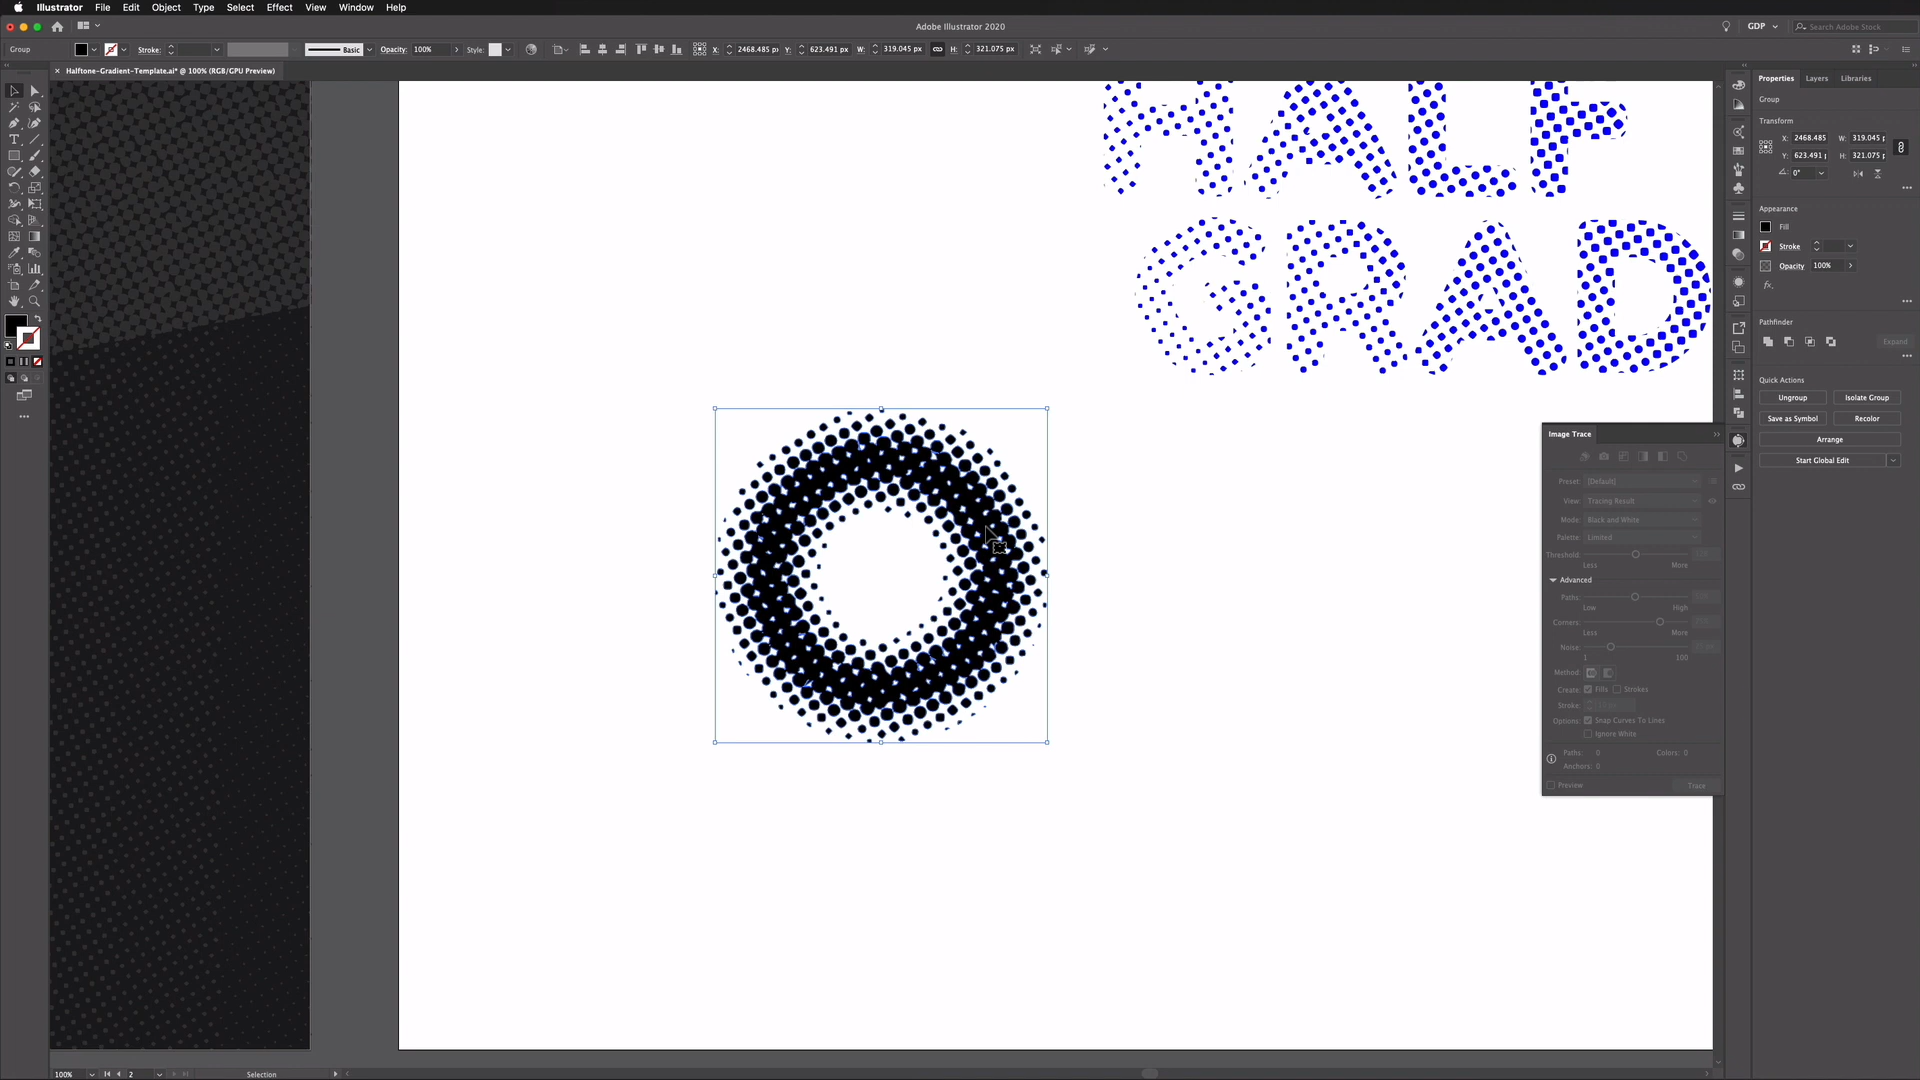 Illustrator File Edit Object Type Select Effect View Window Help
Adobe Illustrator 2020
GDP
Search Adobe Stock
Group
Stroke:
Basic
Opacity: 100%
Style:
X: 2468.485 px
Y: 623.491 px
W: 319.045 px
H: 321.075 px
× Halftone-Gradient-Template.ai* @ 100% (RGB/GPU Preview)
HALF
GRAD
Properties Layers Libraries
Group
Transform
X: 2468.485 W: 319.045
Y: 623.491 H: 321.075
0°
Appearance
Fill
Stroke
Opacity 100%
fx
Pathfinder
Expand
Quick Actions
Ungroup Isolate Group
Save as Symbol Recolor
Arrange
Start Global Edit
Image Trace
Preset: [Default]
View: Tracing Result
Mode: Black and White
Palette: Limited
Threshold:
Less More
Advanced
Paths:
Low High
Corners:
Less More
Noise:
1 100
Method:
Create: Fills Strokes
Stroke:
Options: Snap Curves To Lines
Ignore White
Paths: 0 Colors: 0
Anchors: 0
Preview Trace
100% 2 Selection